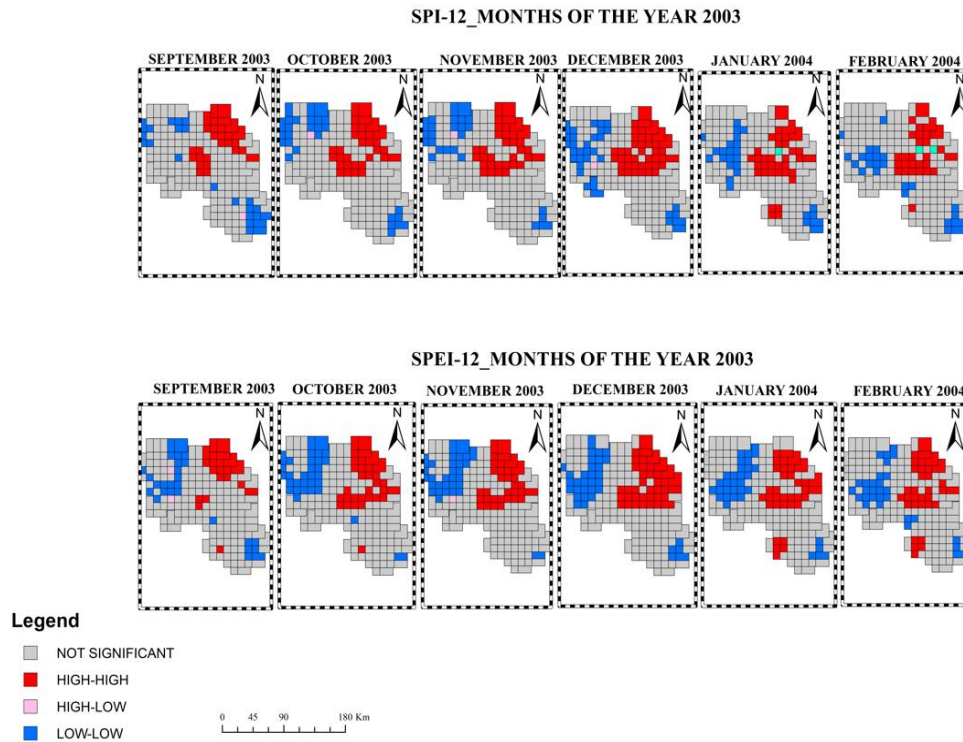 SPI-12_MONTHS OF THE YEAR 2003
SEPTEMBER 2003 OCTOBER 2003 NOVEMBER 2003 DECEMBER 2003 JANUARY 2004 FEBRUARY 2004
N N N N N N
SPEI-12_MONTHS OF THE YEAR 2003
SEPTEMBER 2003 OCTOBER 2003 NOVEMBER 2003 DECEMBER 2003 JANUARY 2004 FEBRUARY 2004
N N N N N N
Legend
NOT SIGNIFICANT
HIGH-HIGH
HIGH-LOW
LOW-LOW
0 45 90 180 Km